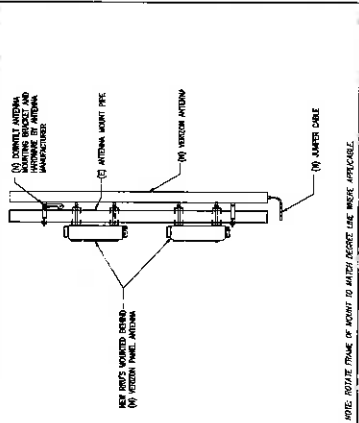 (N) DOWNTILT ANTENNA
MOUNTING BRACKET AND
HARDWARE BY ANTENNA
MANUFACTURER
(E) ANTENNA MOUNT PIPE
(N) VERIZON ANTENNA
(N) JUMPER CABLE
NEW RRU'S MOUNTED BEHIND
(N) VERIZON PANEL ANTENNA
NOTE: ROTATE FRAME OF MOUNT TO MATCH DEGREE LINE WHERE APPLICABLE.